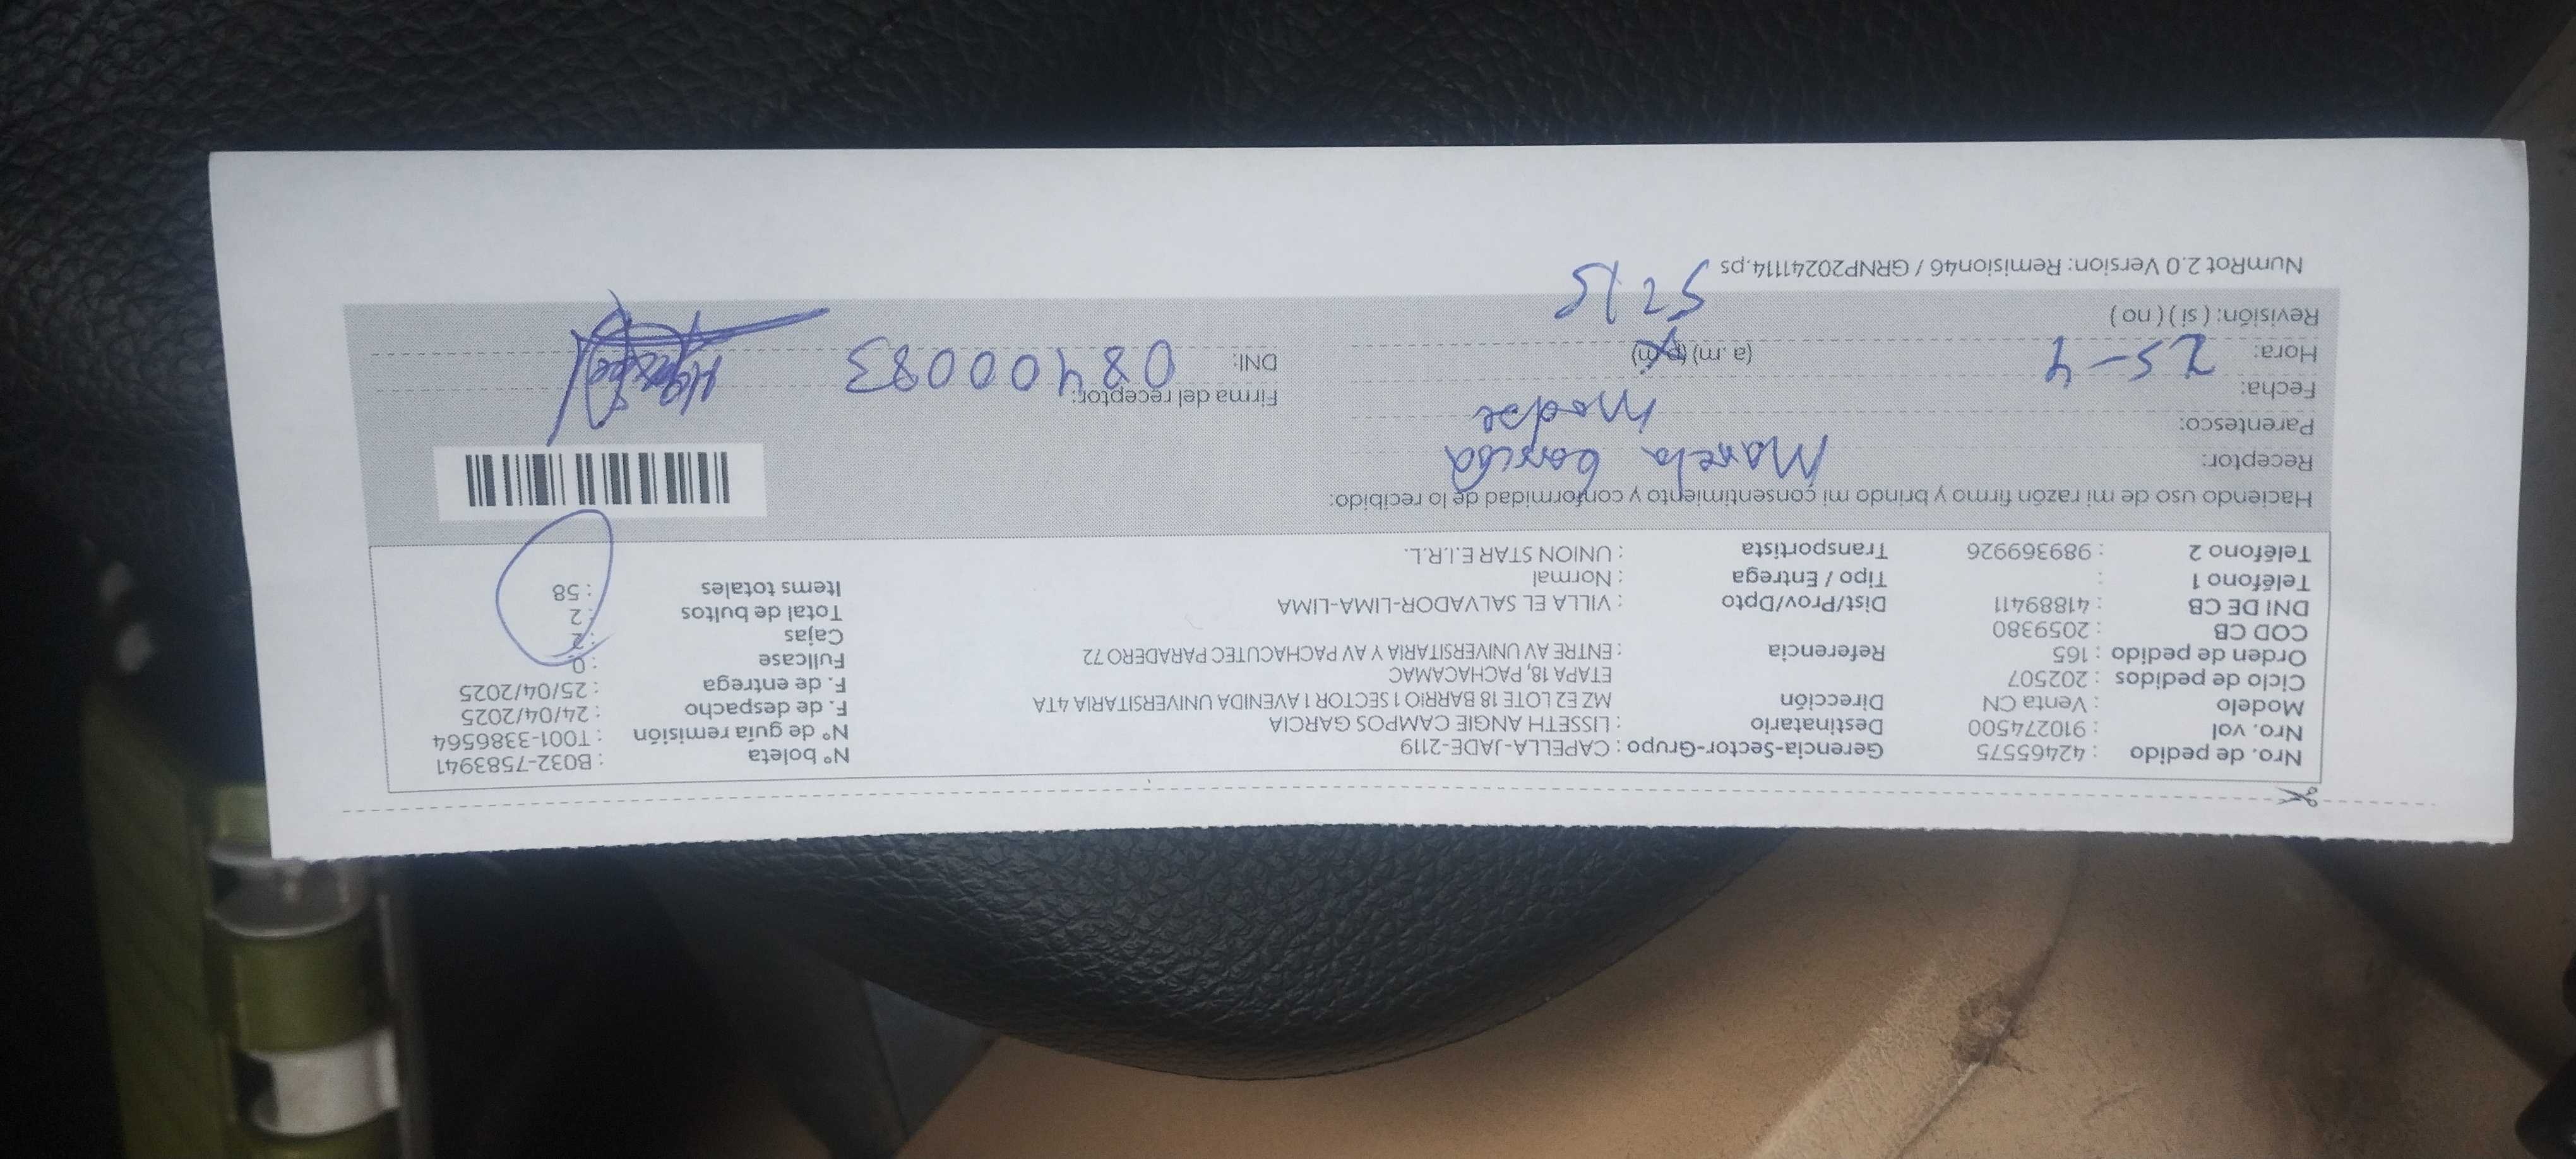 Nro. de pedido : 42465575 Gerencia-Sector-Grupo : CAPELLA-JADE-2119 N° boleta : B032-7583941
Nro. vol : 910274500 Destinatario : LISSETH ANGIE CAMPOS GARCIA N° de guía remisión : T001-3386564
Modelo : Venta CN Dirección MZ E2 LOTE 18 BARRIO 1 SECTOR 1 AVENIDA UNIVERSITARIA 4TA F. de despacho : 24/04/2025
Ciclo de pedidos : 202507 ETAPA 18, PACHACAMAC F. de entrega : 25/04/2025
Orden de pedido : 165 Referencia : ENTRE AV UNIVERSITARIA Y AV PACHACUTEC PARADERO 72 Fullcase : 0
COD CB : 2059380 Cajas : 2
DNI DE CB : 41889411 Dist/Prov/Dpto : VILLA EL SALVADOR-LIMA-LIMA Total de bultos : 2
Teléfono 1 : Tipo / Entrega : Normal Items totales : 58
Teléfono 2 : 989369926 Transportista : UNION STAR E.I.R.L.
Haciendo uso de mi razón firmo y brindo mi consentimiento y conformidad de lo recibido:
Receptor: García
Parentesco: madre
Fecha: 25-4 Firma del receptor:
Hora: (a. m) (p. m) DNI: 08400083
Revisión: ( si ) ( no )
NumRot 2.0 Version: Remision46 / GRNP20241114.ps